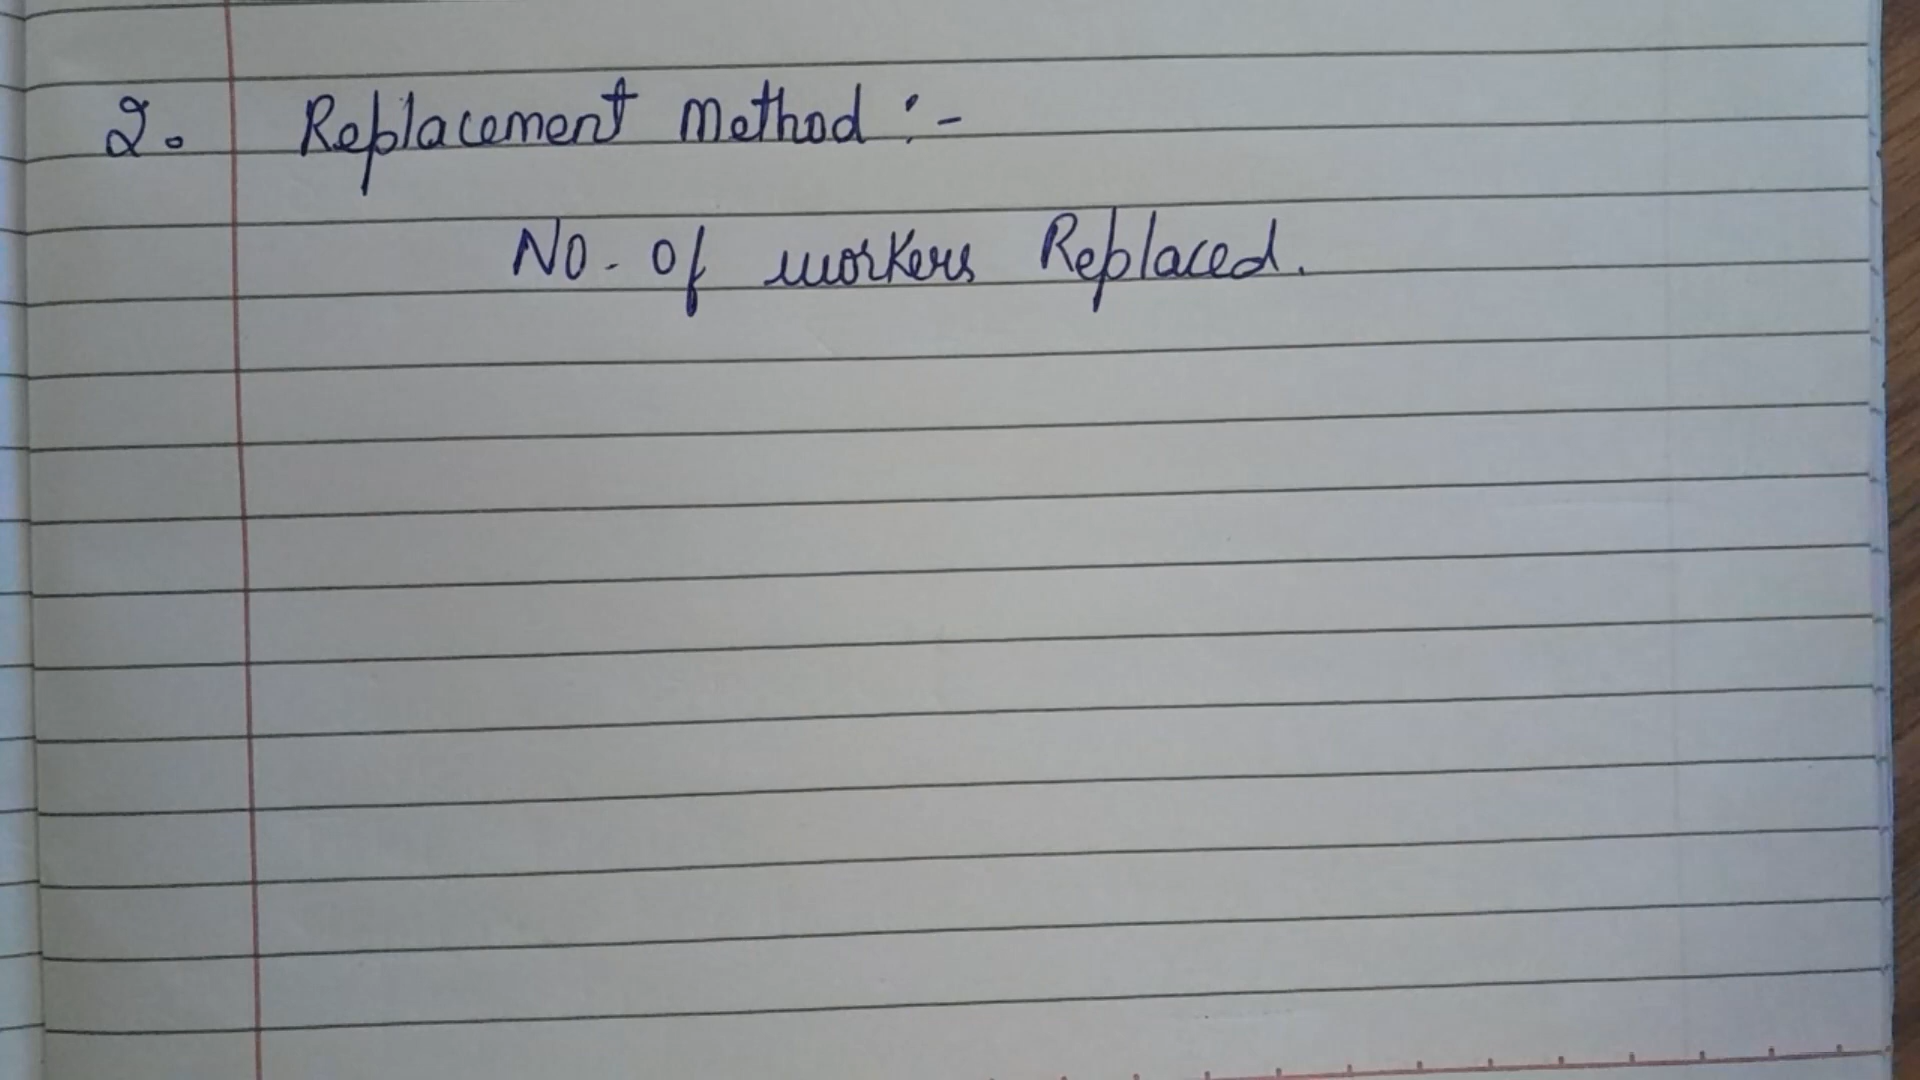 2. Replacement Method :-
No. of workers Replaced.